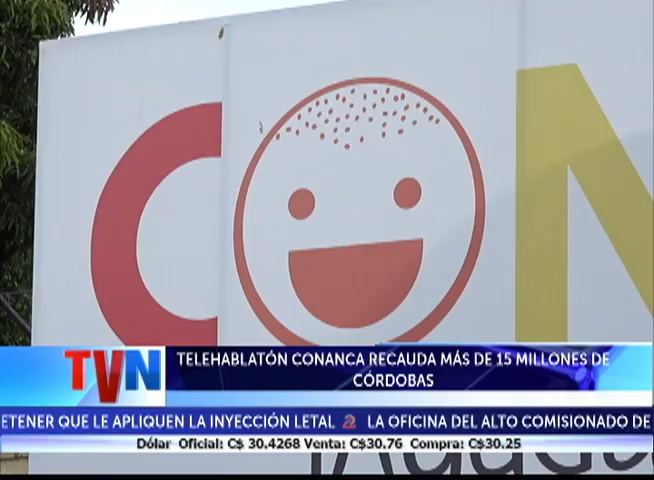 CON
TVN
TELEHABLATÓN CONANCA RECAUDA MÁS DE 15 MILLONES DE
CÓRDOBAS
ETENER QUE LE APLIQUEN LA INYECCIÓN LETAL 2 LA OFICINA DEL ALTO COMISIONADO DE
Dólar Oficial: C$ 30.4268 Venta: C$30.76 Compra: C$30.25